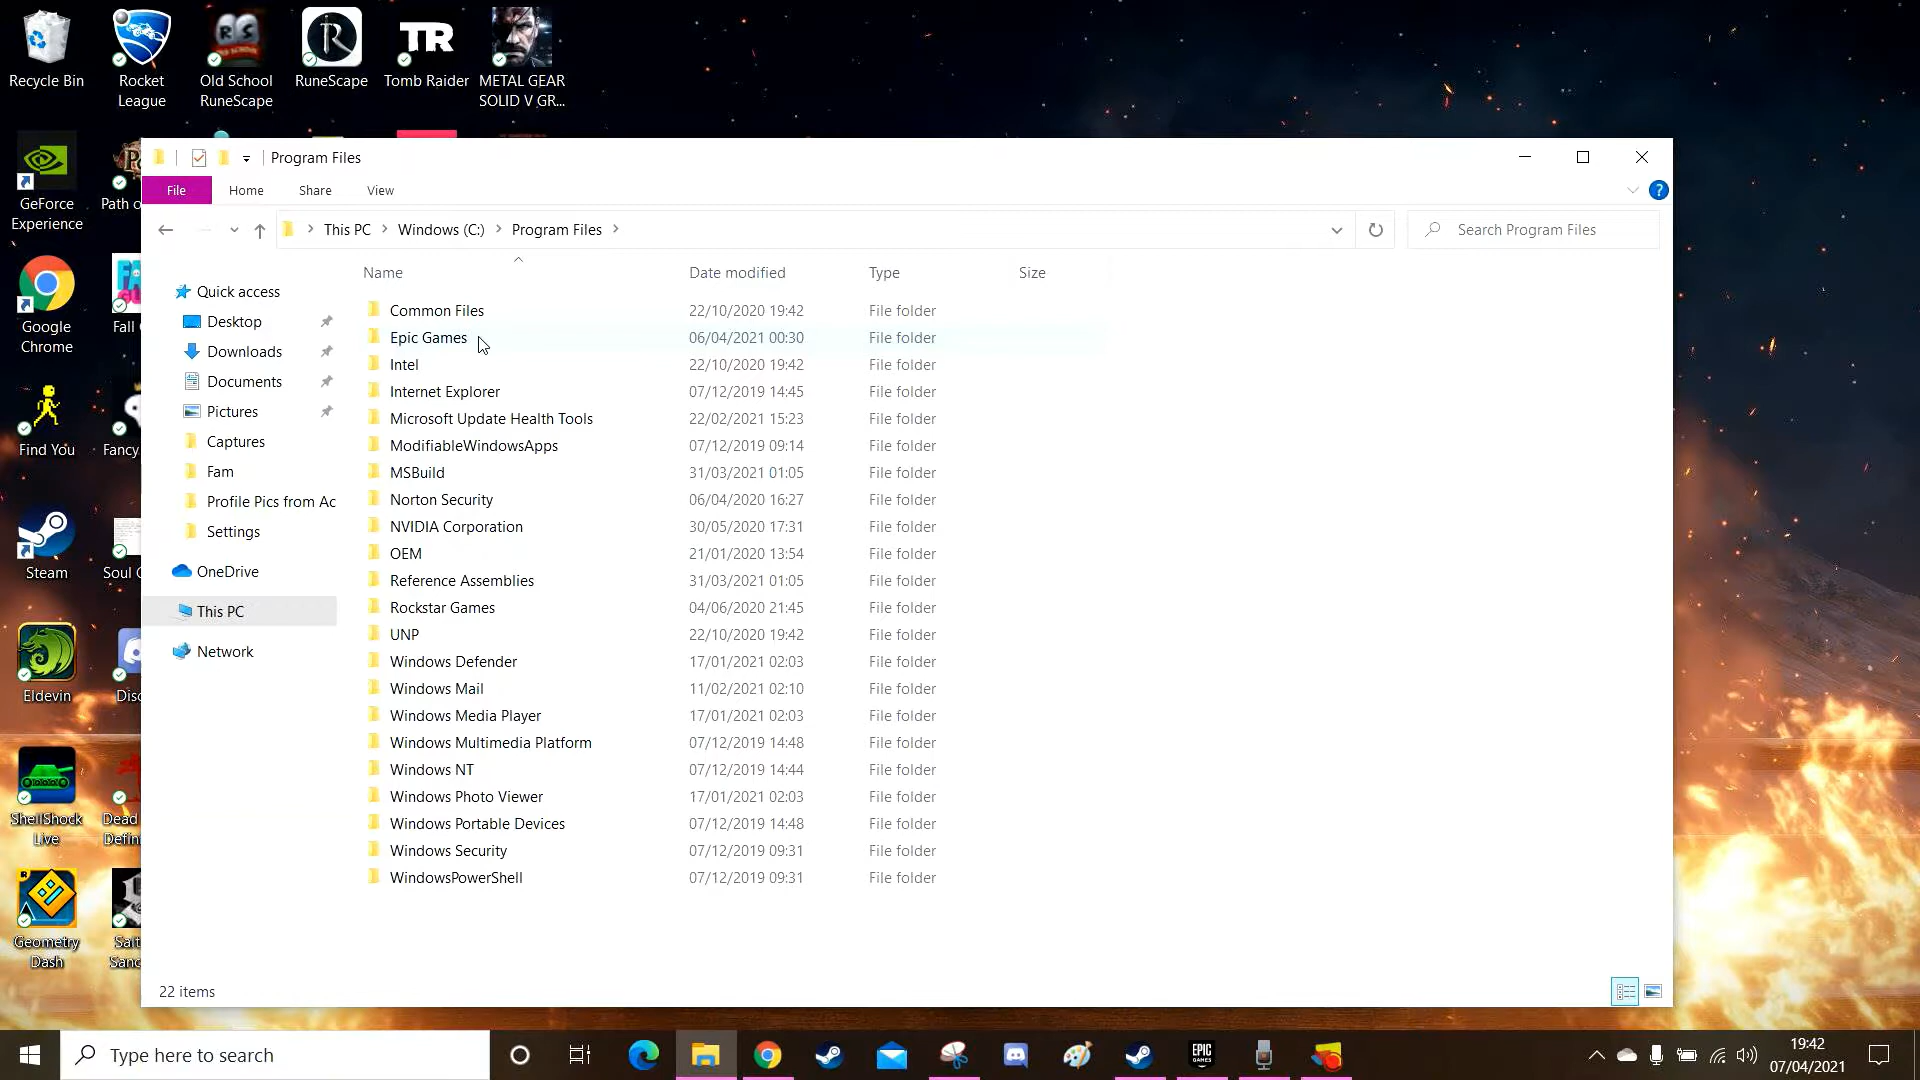 Recycle Bin
Rocket
League
Old School
RuneScape
RuneScape
Tomb Raider
METAL GEAR
SOLID V GR...
TR
GeForce
Experience
Path o
Google
Chrome
Fall
Find You
Fancy
Steam
Soul
Eldevin
Disc
ShellShock
Live
Dead
Defin
Geometry
Dash
Salt
Sanc
Program Files
File
Home
Share
View
This PC
Windows (C:)
Program Files
Search Program Files
Name
Date modified
Type
Size
Quick access
Desktop
Downloads
Documents
Pictures
Captures
Fam
Profile Pics from Ac
Settings
OneDrive
This PC
Network
Common Files 22/10/2020 19:42 File folder
Epic Games 06/04/2021 00:30 File folder
Intel 22/10/2020 19:42 File folder
Internet Explorer 07/12/2019 14:45 File folder
Microsoft Update Health Tools 22/02/2021 15:23 File folder
ModifiableWindowsApps 07/12/2019 09:14 File folder
MSBuild 31/03/2021 01:05 File folder
Norton Security 06/04/2020 16:27 File folder
NVIDIA Corporation 30/05/2020 17:31 File folder
OEM 21/01/2020 13:54 File folder
Reference Assemblies 31/03/2021 01:05 File folder
Rockstar Games 04/06/2020 21:45 File folder
UNP 22/10/2020 19:42 File folder
Windows Defender 17/01/2021 02:03 File folder
Windows Mail 11/02/2021 02:10 File folder
Windows Media Player 17/01/2021 02:03 File folder
Windows Multimedia Platform 07/12/2019 14:48 File folder
Windows NT 07/12/2019 14:44 File folder
Windows Photo Viewer 17/01/2021 02:03 File folder
Windows Portable Devices 07/12/2019 14:48 File folder
Windows Security 07/12/2019 09:31 File folder
WindowsPowerShell 07/12/2019 09:31 File folder
22 items
Type here to search
EPIC
GAMES
19:42
07/04/2021